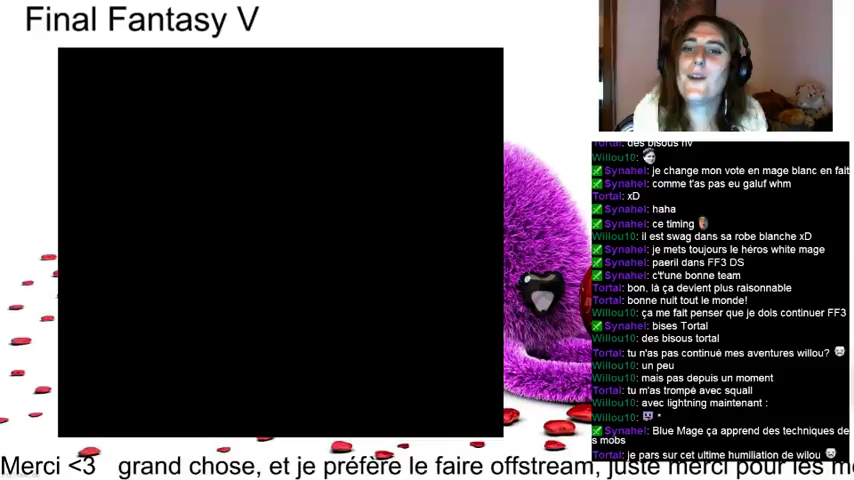 Final Fantasy V
Tortal: des bisous hv
Willou10:
Synahel: je change mon vote en mage blanc en fait
Synahel: comme t'as pas eu galuf whm
Tortal: xD
Synahel: haha
Synahel: ce timing
Willou10: il est swag dans sa robe blanche xD
Synahel: je mets toujours le héros white mage
Synahel: paeril dans FF3 DS
Synahel: c't'une bonne team
Tortal: bon, là ça devient plus raisonnable
Tortal: bonne nuit tout le monde!
Willou10: ça me fait penser que je dois continuer FF3
Synahel: bises Tortal
Willou10: des bisous tortal
Tortal: tu n'as pas continué mes aventures willou?
Willou10: un peu
Willou10: mais pas depuis un moment
Tortal: tu m'as trompé avec squall
Willou10: avec lightning maintenant :
Willou10: *
Synahel: Blue Mage ça apprend des techniques de
s mobs
Tortal: je pars sur cet ultime humiliation de wilou
Merci <3 grand chose, et je préfère le faire offstream, juste merci pour les